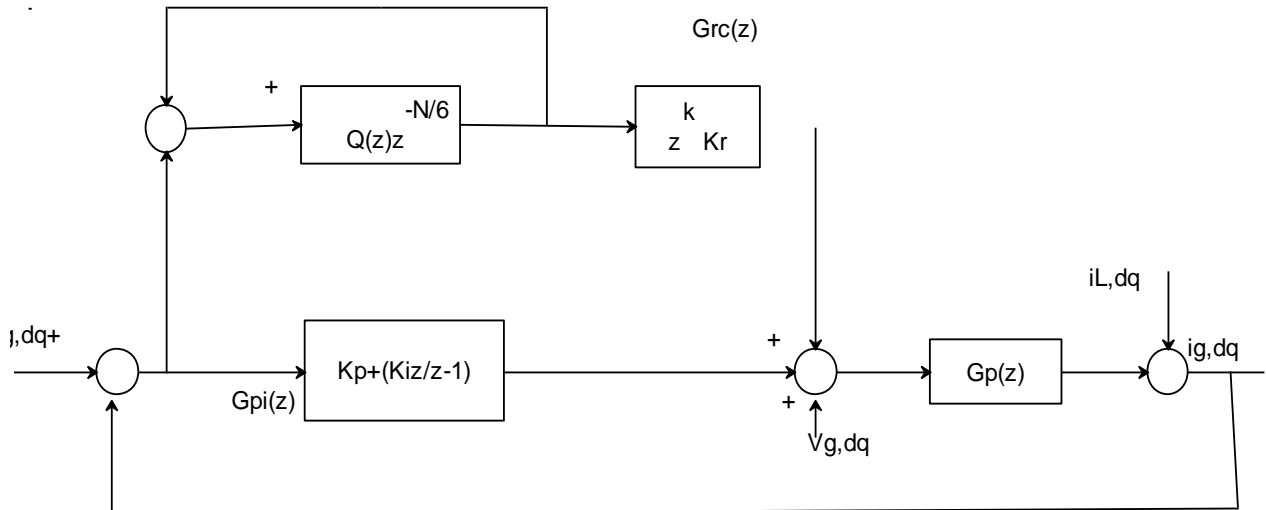 Grc(z)
+
-N/6
Q(z)z
k
z Kr
iL,dq
g,dq+
+
ig,dq
Kp+(Kiz/z-1)
Gp(z)
Gpi(z)
+
Vg,dq